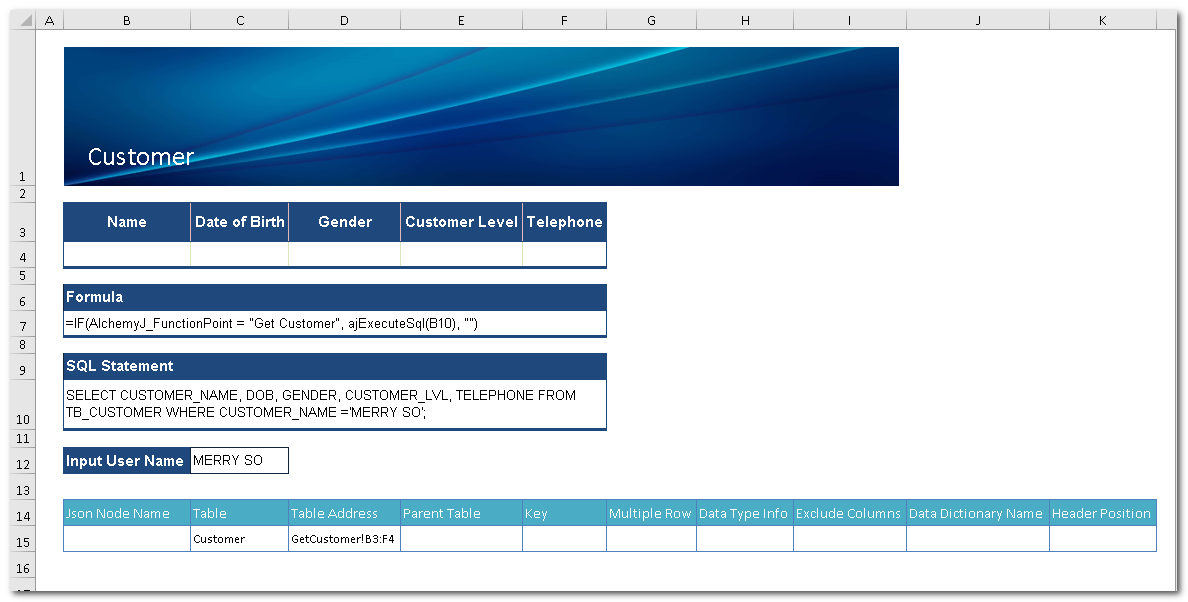 A B C D E F G H I J K
Customer
1
2
Name Date of Birth Gender Customer Level Telephone
3
4
5
Formula
6
=IF(AlchemyJ_FunctionPoint = "Get Customer", ajExecuteSql(B10), "")
7
8
SQL Statement
9
SELECT CUSTOMER_NAME, DOB, GENDER, CUSTOMER_LVL, TELEPHONE FROM
TB_CUSTOMER WHERE CUSTOMER_NAME ='MERRY SO';
10
11
Input User Name MERRY SO
12
13
Json Node Name Table Table Address Parent Table Key Multiple Row Data Type Info Exclude Columns Data Dictionary Name Header Position
14
15 Customer GetCustomer!B3:F4
16